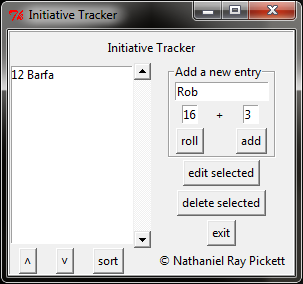 Initiative Tracker
Initiative Tracker
12 Barfa
Add a new entry
Rob
16 + 3
roll add
edit selected
delete selected
exit
˄ ˅ sort
© Nathaniel Ray Pickett